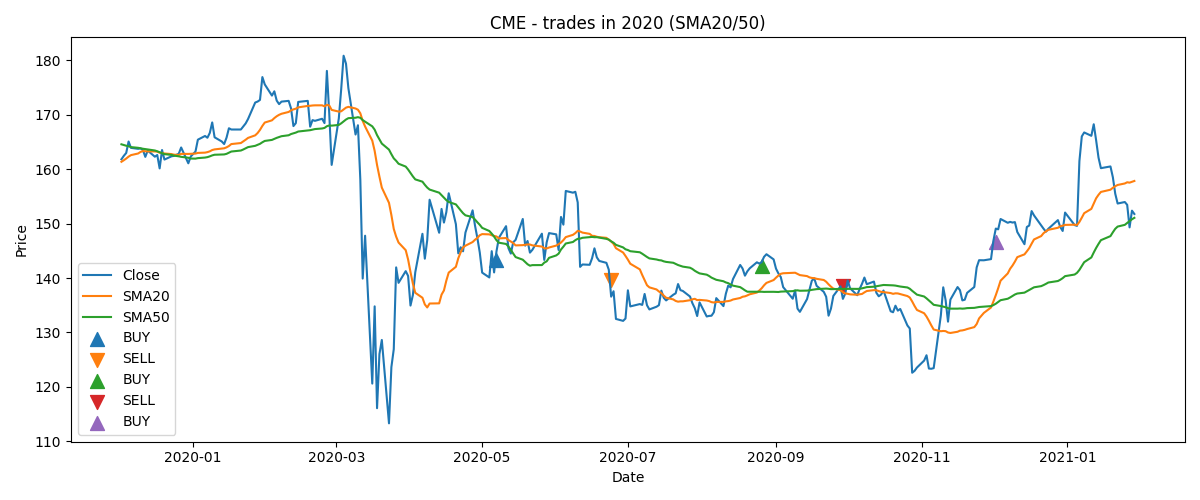 CME - trades in 2020 (SMA20/50)
Price
180
170
160
150
140
130
120
110
Close
SMA20
SMA50
BUY
SELL
BUY
SELL
BUY
2020-01
2020-03
2020-05
2020-07
2020-09
2020-11
2021-01
Date